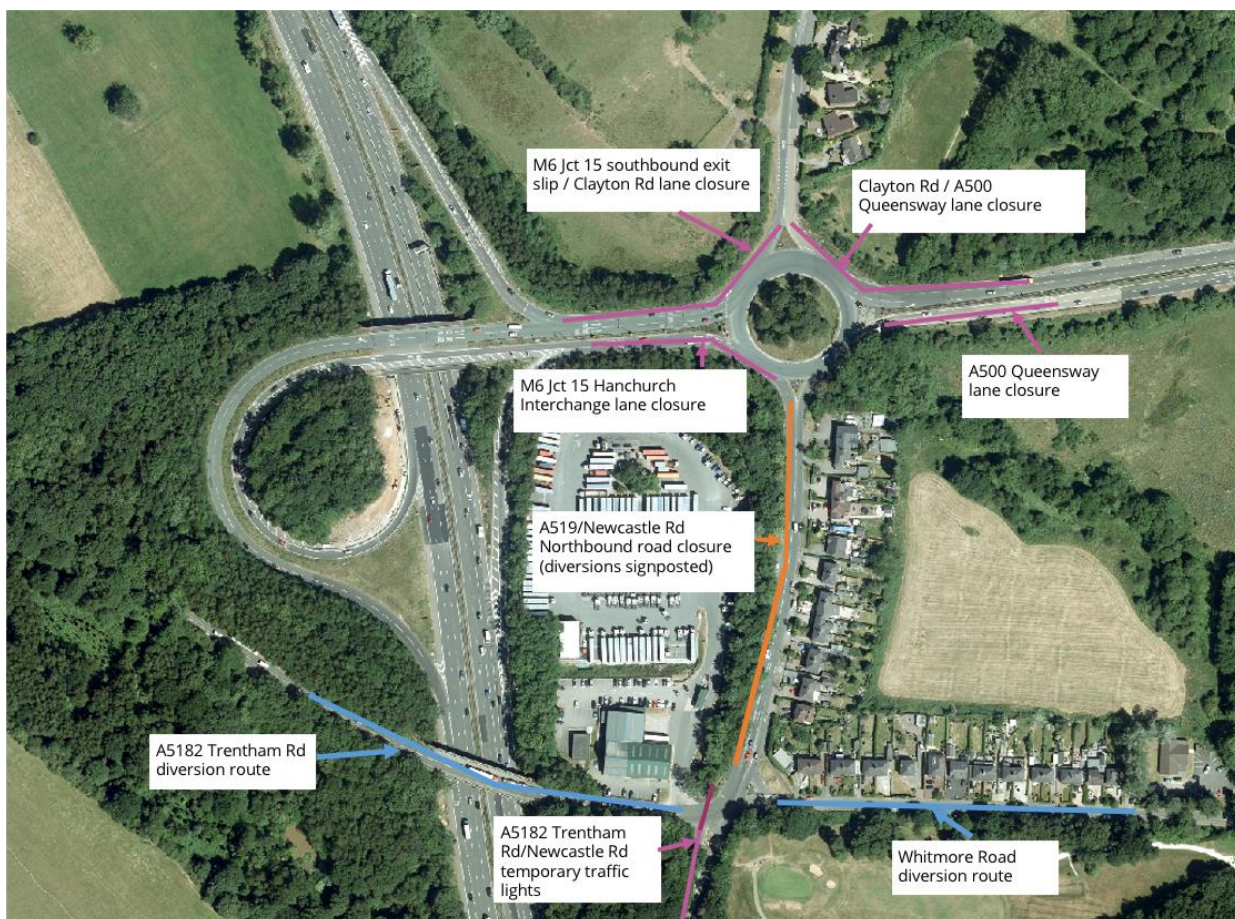 M6 Jct 15 southbound exit
slip / Clayton Rd lane closure
Clayton Rd / A500
Queensway lane closure
A500 Queensway
lane closure
M6 Jct 15 Hanchurch
Interchange lane closure
A519/Newcastle Rd
Northbound road closure
(diversions signposted)
A5182 Trentham Rd
diversion route
A5182 Trentham
Rd/Newcastle Rd
temporary traffic
lights
Whitmore Road
diversion route